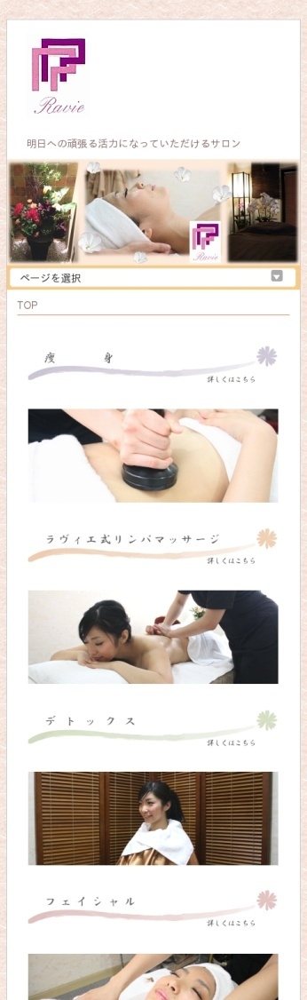 Ravie
明日への頑張る活力になっていただけるサロン
Ravie
ページを選択
TOP
痩身
詳しくはこちら
ラヴィエ式リンパマッサージ
詳しくはこちら
デトックス
詳しくはこちら
フェイシャル
詳しくはこちら